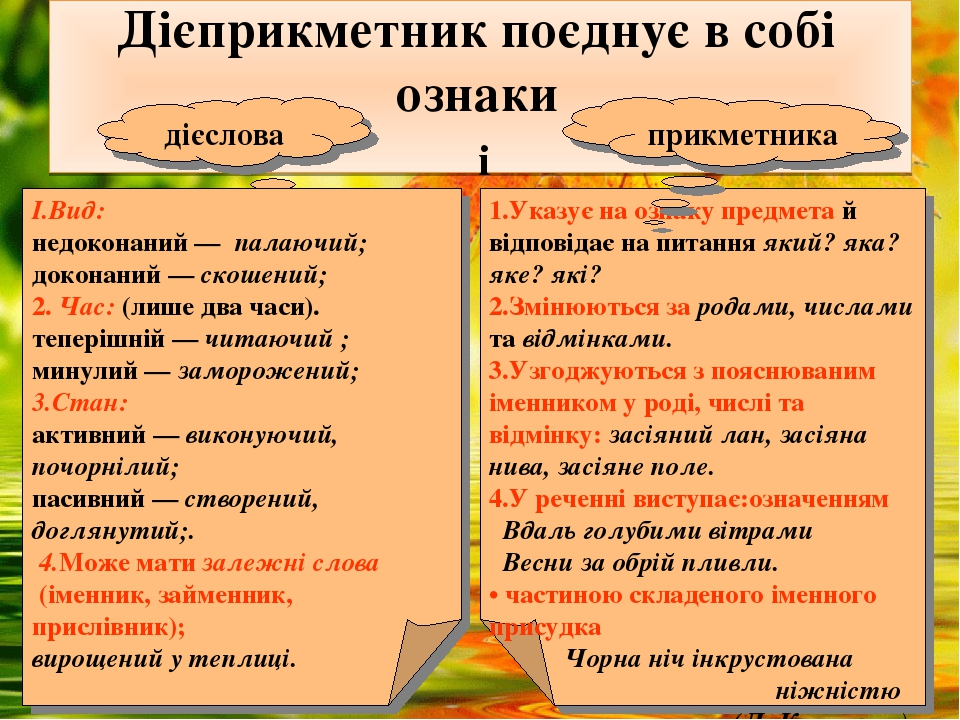 Дієприкметник поєднує в собі
ознаки
дієслова
прикметника
і
І.Вид:
недоконаний — палаючий;
доконаний — скошений;
2. Час: (лише два часи).
теперішній — читаючий ;
минулий — заморожений;
3.Стан:
активний — виконуючий,
почорнілий;
пасивний — створений,
доглянутий;.
4.Може мати залежні слова
(іменник, займенник,
прислівник);
вирощений у теплиці.
1.Указує на ознаку предмета й
відповідає на питання який? яка?
яке? які?
2.Змінюються за родами, числами
та відмінками.
3.Узгоджуються з пояснюваним
іменником у роді, числі та
відмінку: засіяний лан, засіяна
нива, засіяне поле.
4.У реченні виступає:означенням
Вдаль голубими вітрами
Весни за обрій пливли.
• частиною складеного іменного
присудка
Чорна ніч інкрустована
ніжністю